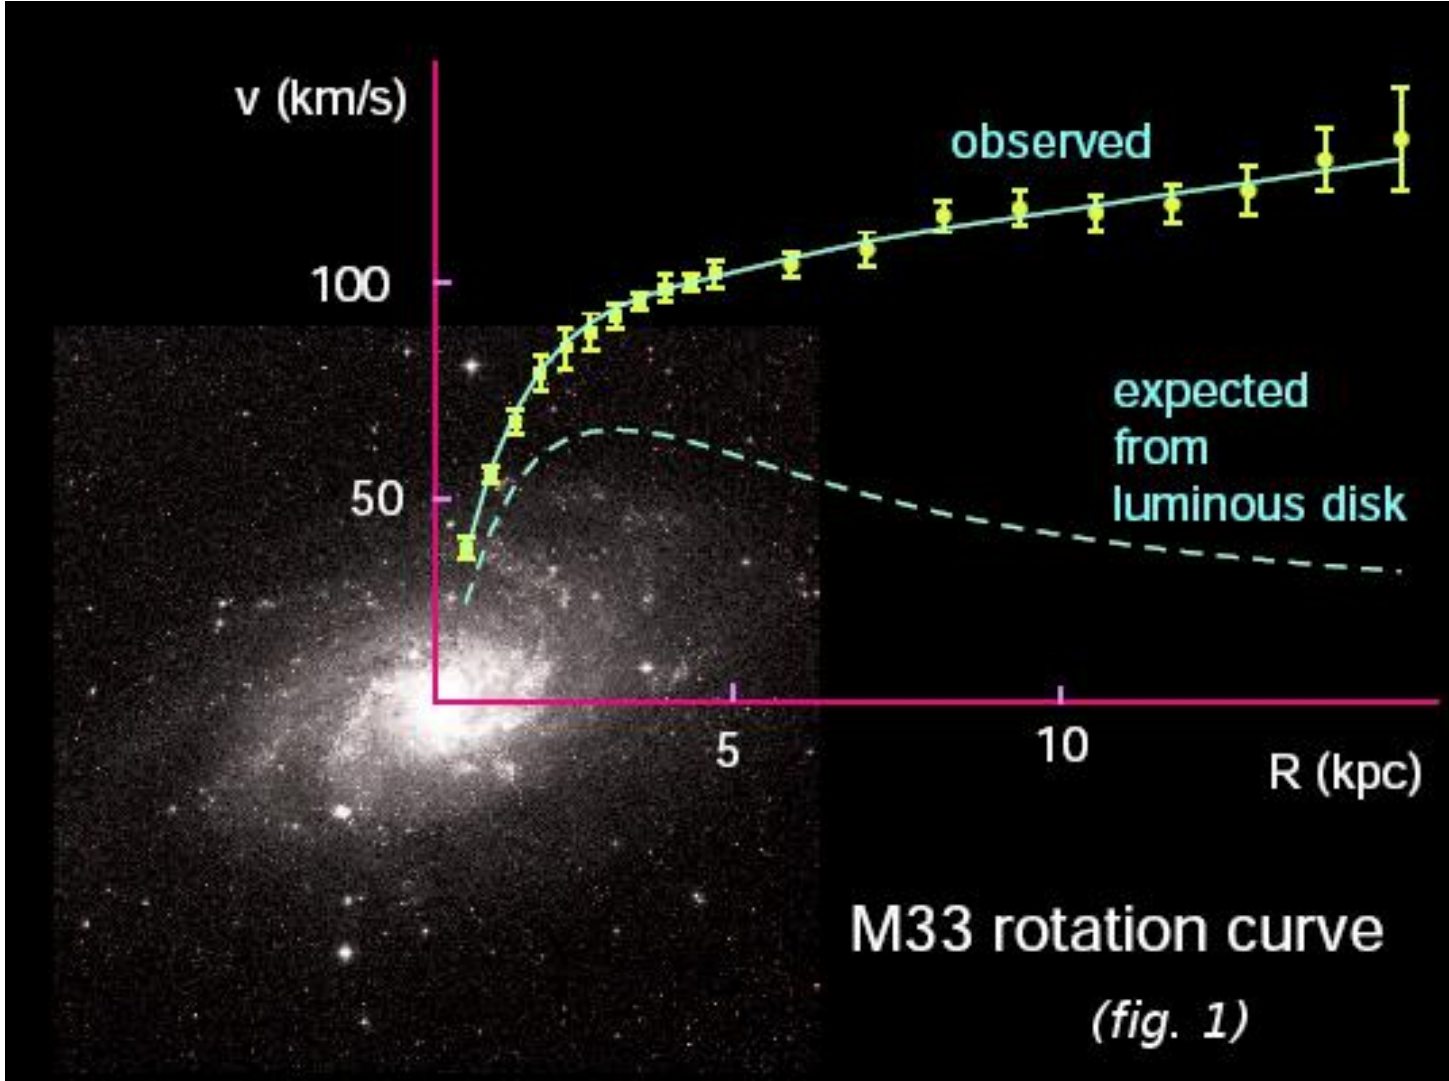 v (km/s)
observed
100
expected
from
luminous disk
50
5
10
R (kpc)
M33 rotation curve
(fig. 1)